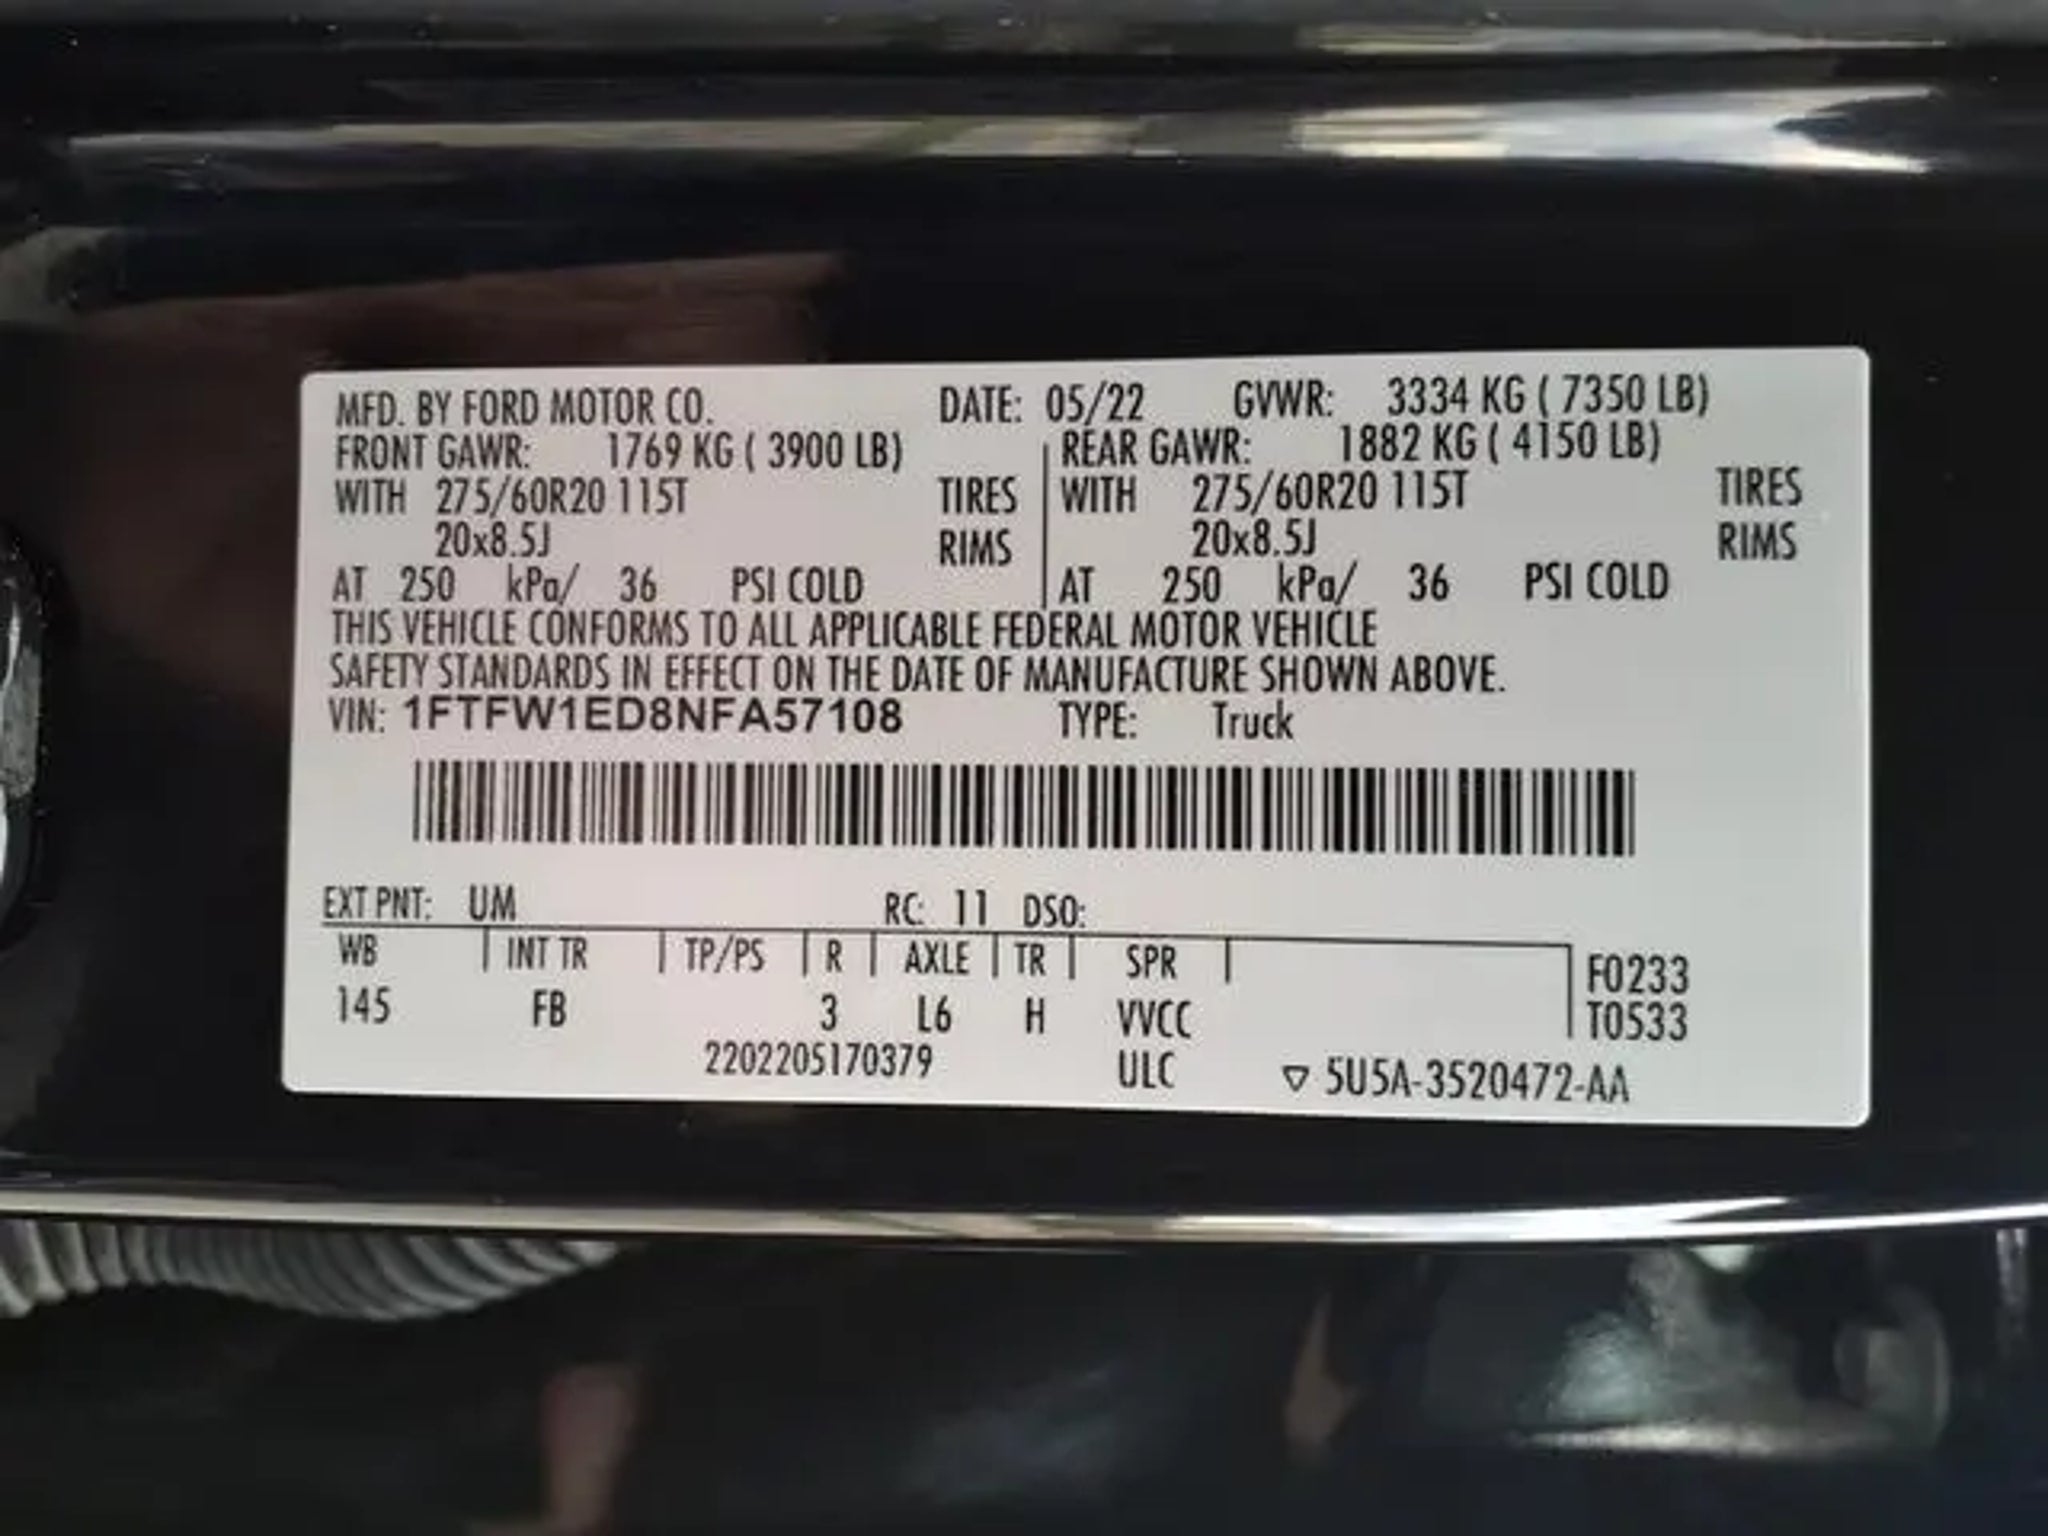 MFD. BY FORD MOTOR CO. DATE: 05/22 GVWR: 3334 KG ( 7350 LB)
FRONT GAWR: 1769 KG ( 3900 LB) REAR GAWR: 1882 KG ( 4150 LB)
WITH 275/60R20 115T TIRES WITH 275/60R20 115T TIRES
20x8.5J RIMS 20x8.5J RIMS
AT 250 kPa/ 36 PSI COLD AT 250 kPa/ 36 PSI COLD
THIS VEHICLE CONFORMS TO ALL APPLICABLE FEDERAL MOTOR VEHICLE
SAFETY STANDARDS IN EFFECT ON THE DATE OF MANUFACTURE SHOWN ABOVE.
VIN: 1FTFW1ED8NFA57108 TYPE: Truck
EXT PNT: UM RC: 11 DSO:
WB INT TR TP/PS R AXLE TR SPR F0233
145 FB 3 L6 H VVCC T0533
2202205170379 ULC ▽ 5U5A-3520472-AA